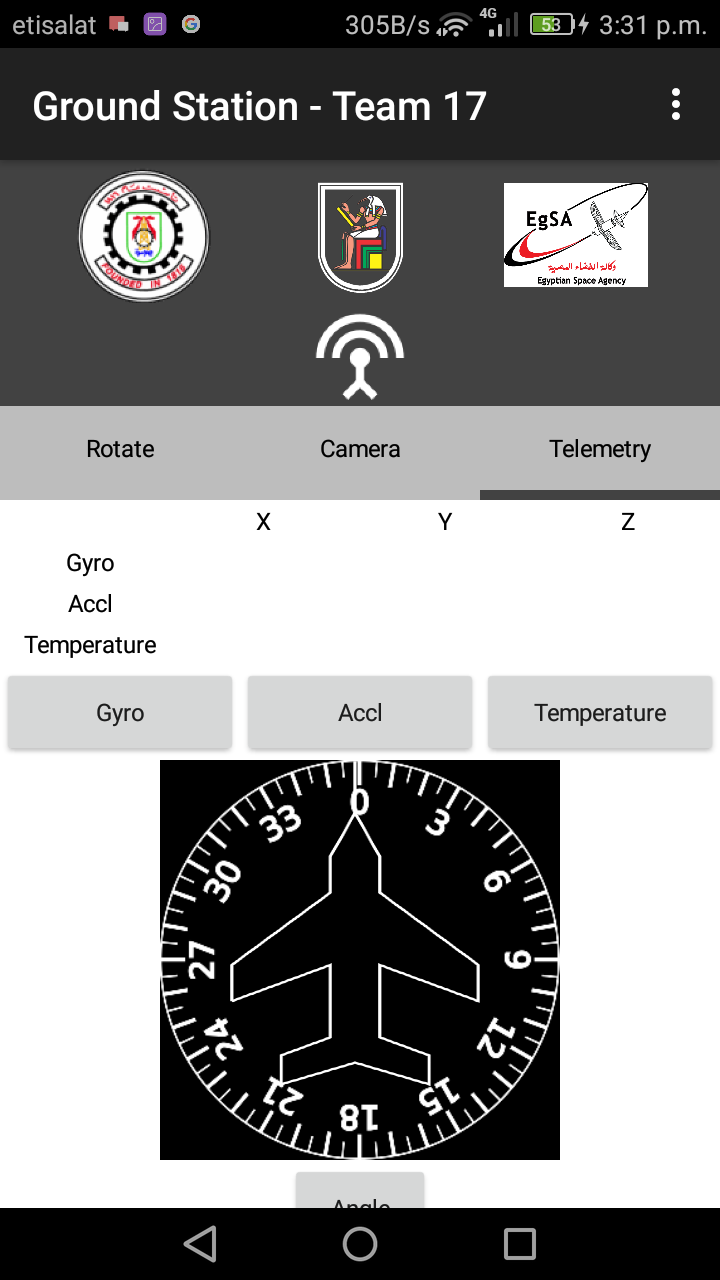 etisalat 305B/s 4G 53 3:31 p.m.
Ground Station - Team 17
FOUNDED IN 1816
EgSA
وكالة الفضاء المصرية
Egyptian Space Agency
Rotate Camera Telemetry
X Y Z
Gyro
Accl
Temperature
Gyro Accl Temperature
0
33 3
30 6
27 9
24 12
21 15
18
Angle